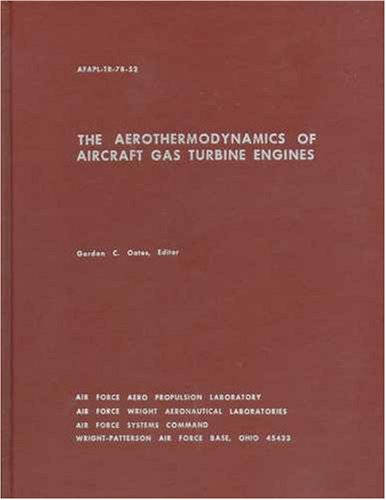 AFAPL-TR-78-52
THE AEROTHERMODYNAMICS OF
AIRCRAFT GAS TURBINE ENGINES
Gordon C. Oates, Editor
AIR FORCE AERO PROPULSION LABORATORY
AIR FORCE WRIGHT AERONAUTICAL LABORATORIES
AIR FORCE SYSTEMS COMMAND
WRIGHT-PATTERSON AIR FORCE BASE, OHIO 45433